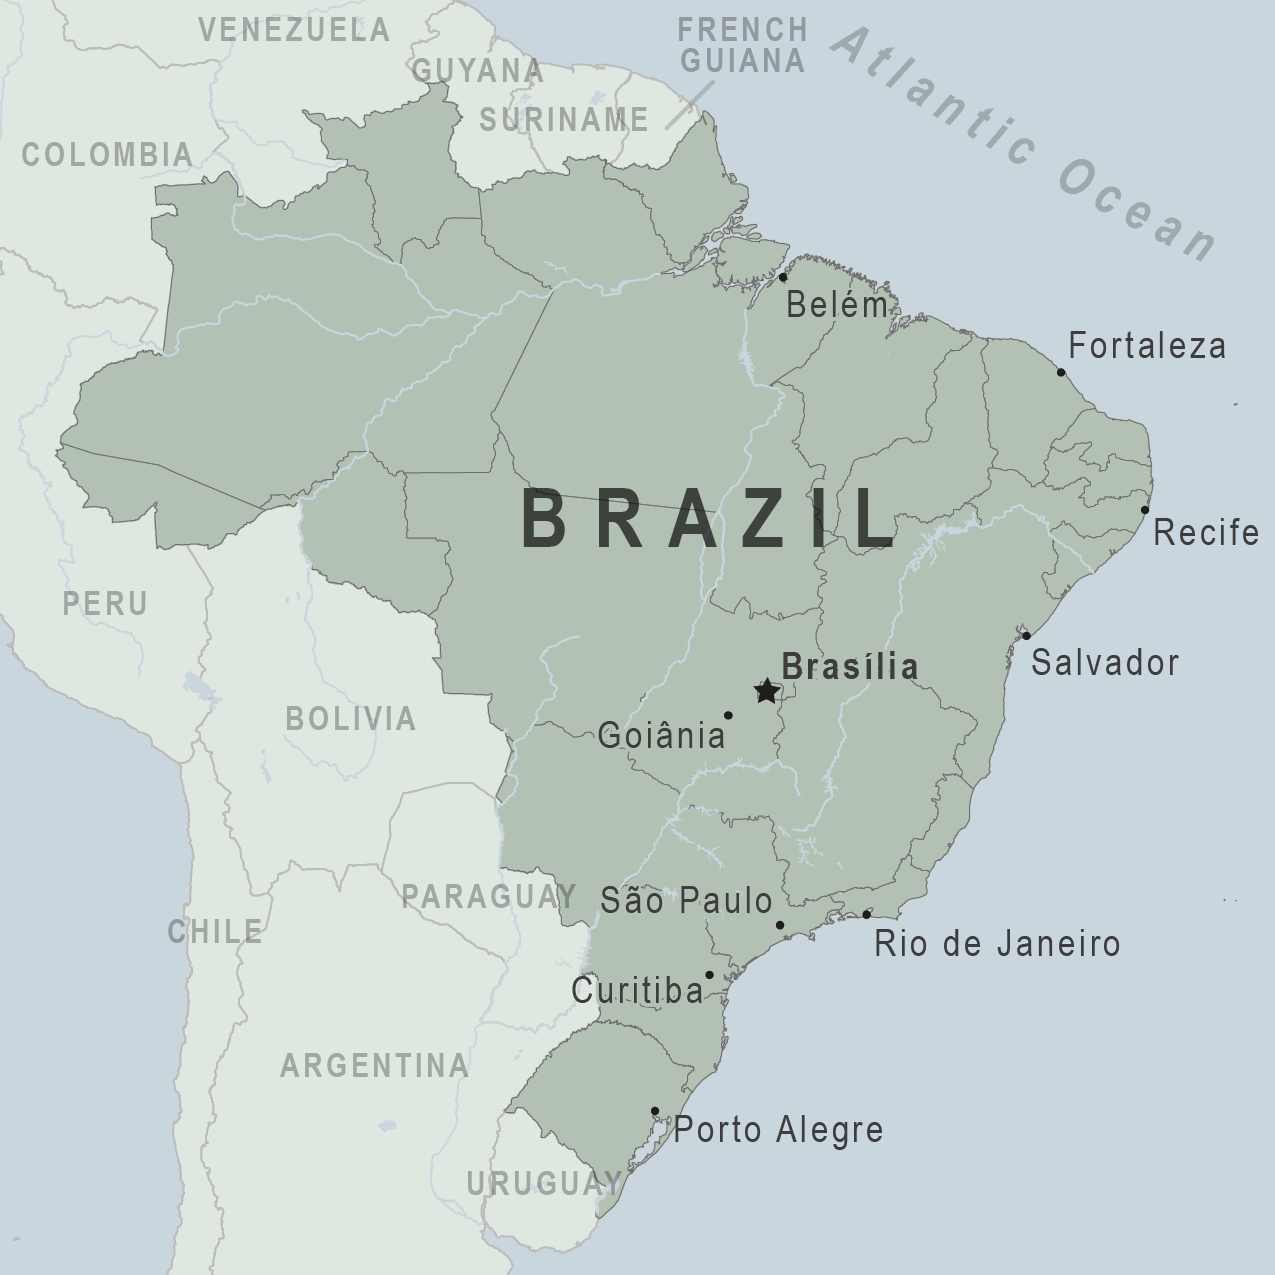 VENEZUELA
FRENCH
GUIANA
Atlantic Ocean
GUYANA
SURINAME
COLOMBIA
Belém
Fortaleza
BRAZIL
Recife
PERU
Brasília
Salvador
BOLIVIA
Goiânia
PARAGUAY
São Paulo
CHILE
Rio de Janeiro
Curitiba
ARGENTINA
Porto Alegre
URUGUAY